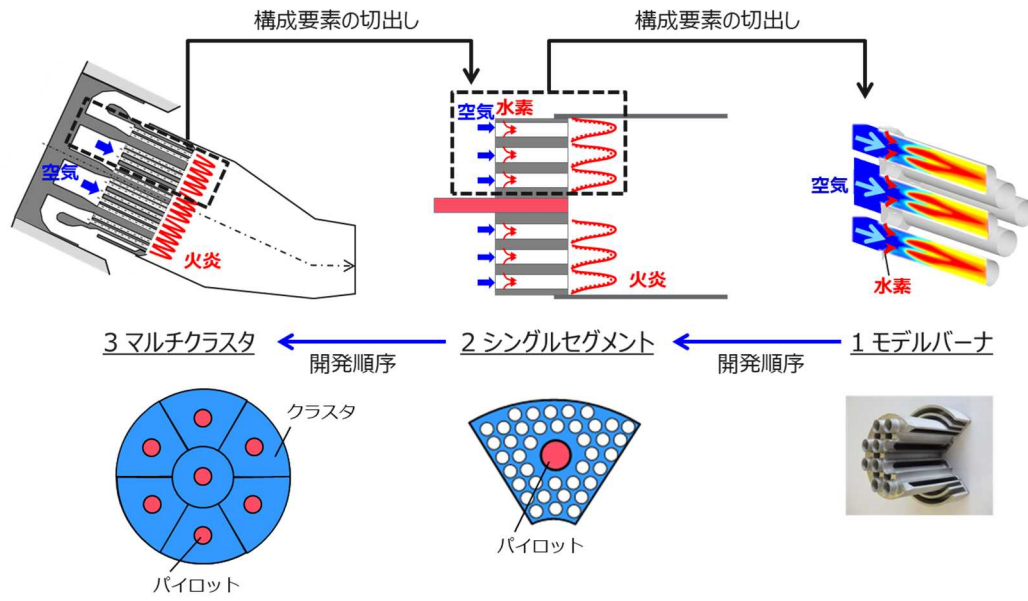 構成要素の切出し
構成要素の切出し
空気
火炎
空気
水素
火炎
空気
水素
3 マルチクラスタ
開発順序
2 シングルセグメント
開発順序
1 モデルバーナ
クラスタ
パイロット
パイロット